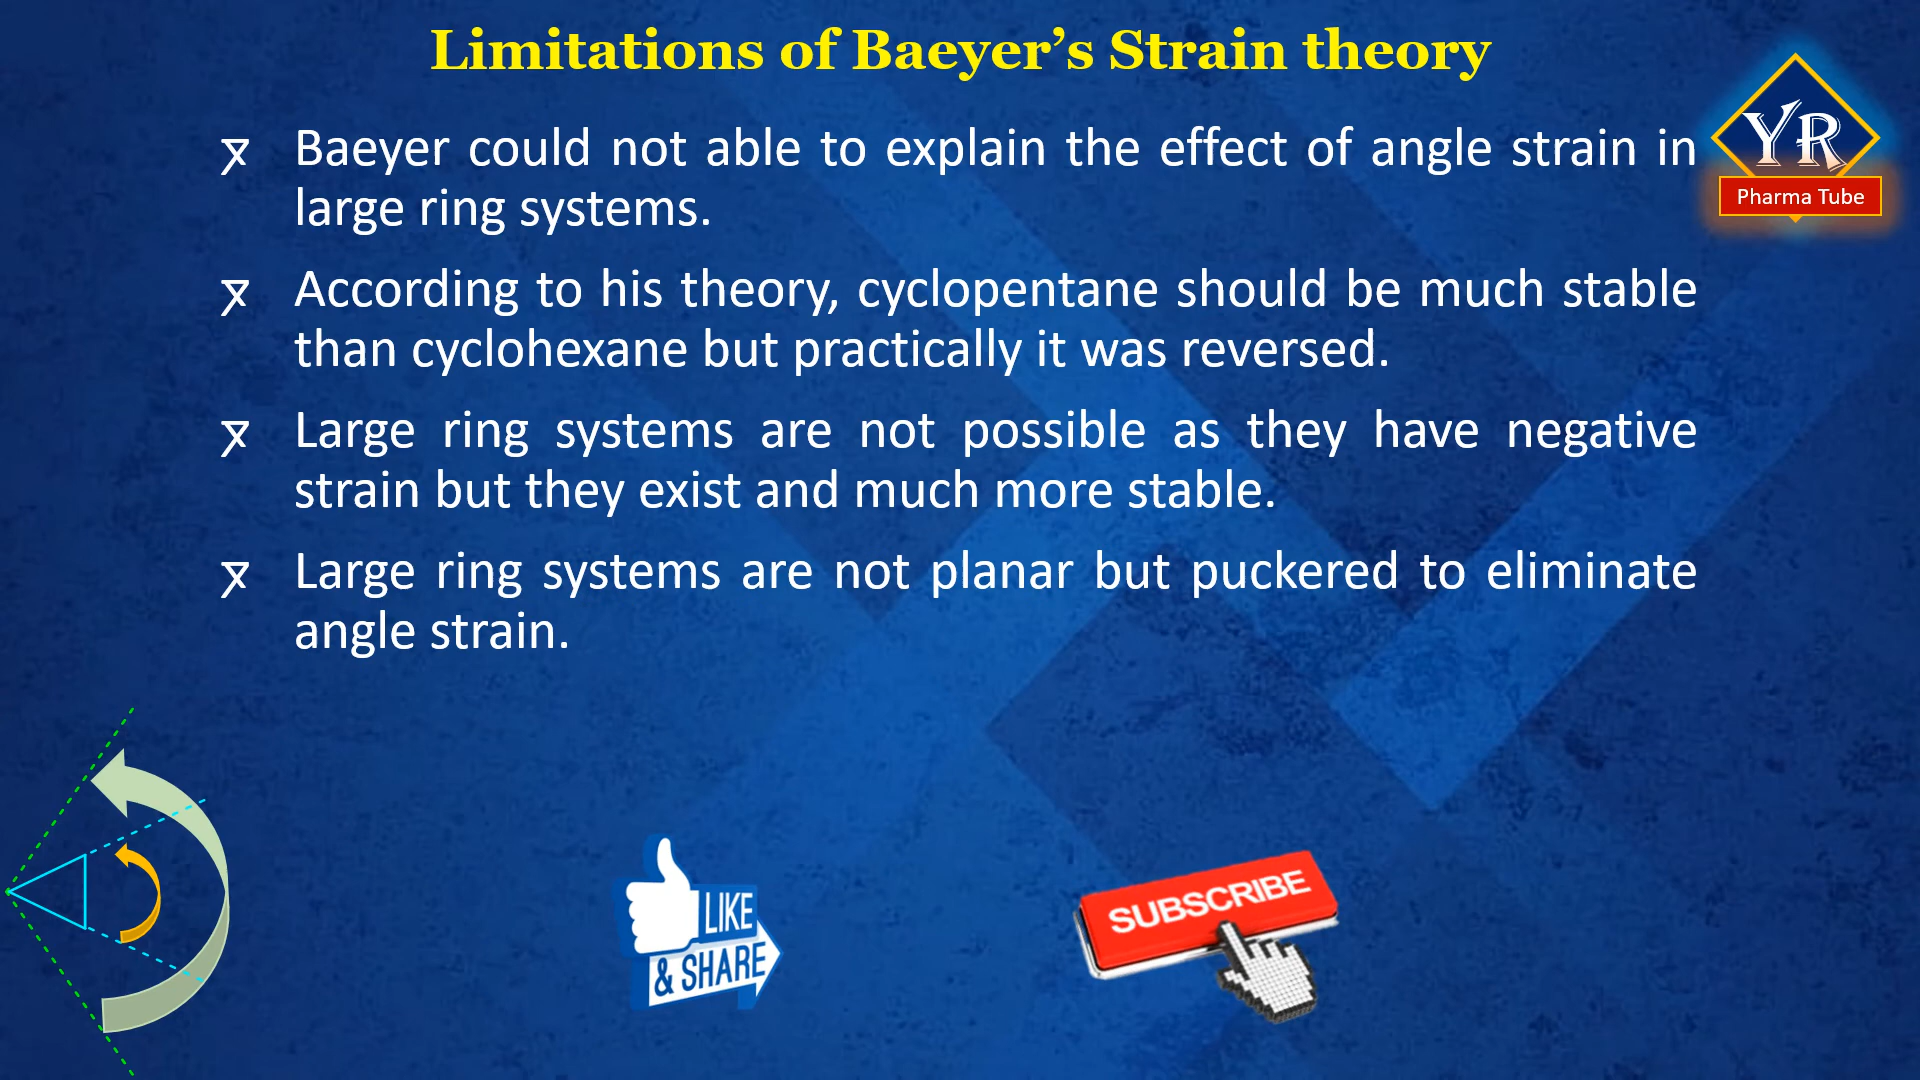 Limitations of Baeyer’s Strain theory
Baeyer could not able to explain the effect of angle strain in
large ring systems.
According to his theory, cyclopentane should be much stable
than cyclohexane but practically it was reversed.
Large ring systems are not possible as they have negative
strain but they exist and much more stable.
Large ring systems are not planar but puckered to eliminate
angle strain.
YR
Pharma Tube
LIKE
& SHARE
SUBSCRIBE